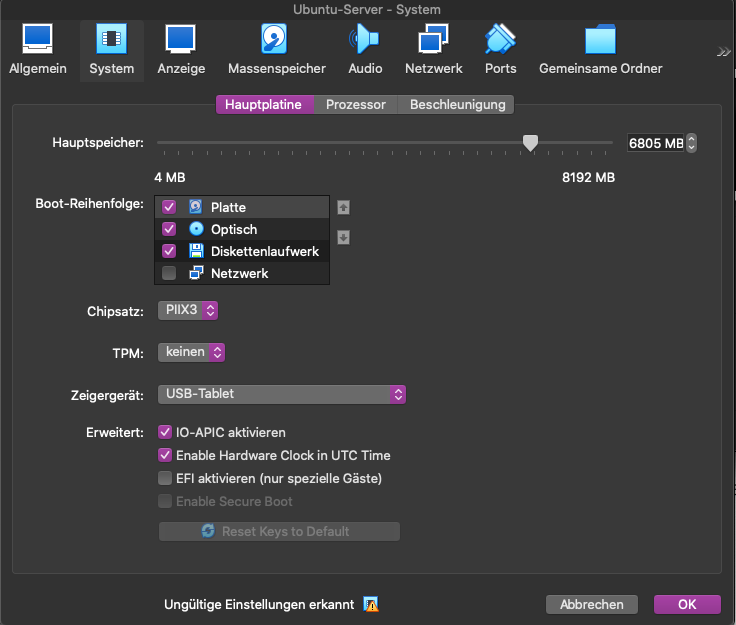 Ubuntu-Server - System
Allgemein System Anzeige Massenspeicher Audio Netzwerk Ports Gemeinsame Ordner
Hauptplatine Prozessor Beschleunigung
Hauptspeicher: 6805 MB
4 MB 8192 MB
Boot-Reihenfolge: Platte
Optisch
Diskettenlaufwerk
Netzwerk
Chipsatz: PIIX3
TPM: keinen
Zeigergerät: USB-Tablet
Erweitert: IO-APIC aktivieren
Enable Hardware Clock in UTC Time
EFI aktivieren (nur spezielle Gäste)
Enable Secure Boot
Reset Keys to Default
Ungültige Einstellungen erkannt Abbrechen OK